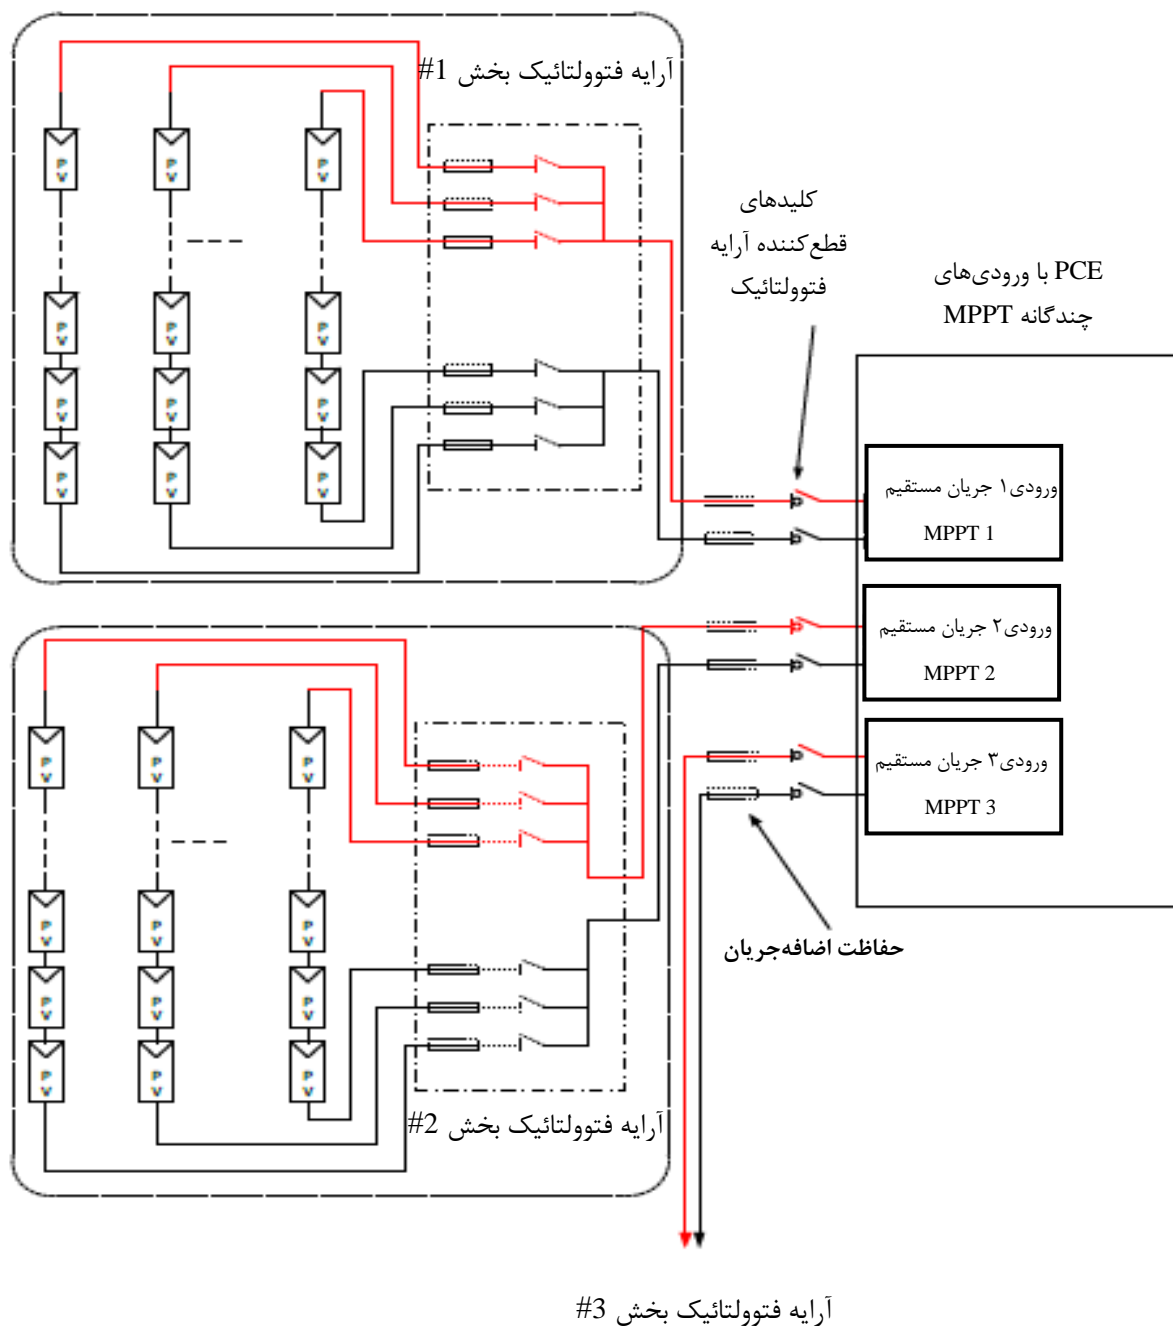 آرایه فتوولتائیک بخش 1#
کلیدهای
قطع‌کننده آرایه
فتوولتائیک
PCE با ورودی‌های
چندگانه MPPT
P
V
P
V
P
V
P
V
P
V
P
V
P
V
P
V
P
V
P
V
P
V
P
V
ورودی۱ جریان مستقیم
MPPT 1
ورودی۲ جریان مستقیم
MPPT 2
ورودی۳ جریان مستقیم
MPPT 3
P
V
P
V
P
V
P
V
P
V
P
V
P
V
P
V
P
V
P
V
P
V
P
V
حفاظت اضافه‌جریان
آرایه فتوولتائیک بخش 2#
آرایه فتوولتائیک بخش 3#